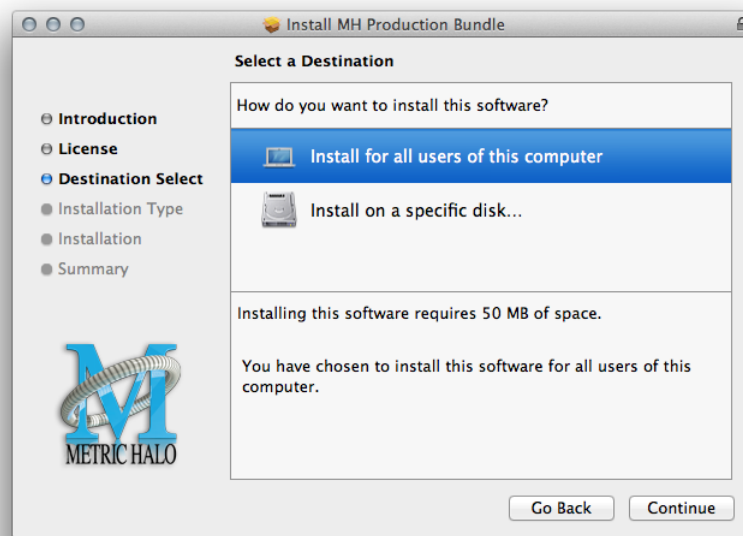 Install MH Production Bundle
Select a Destination
Introduction
License
Destination Select
Installation Type
Installation
Summary
How do you want to install this software?
Install for all users of this computer
Install on a specific disk...
Installing this software requires 50 MB of space.
You have chosen to install this software for all users of this
computer.
M
METRIC HALO
Go Back
Continue